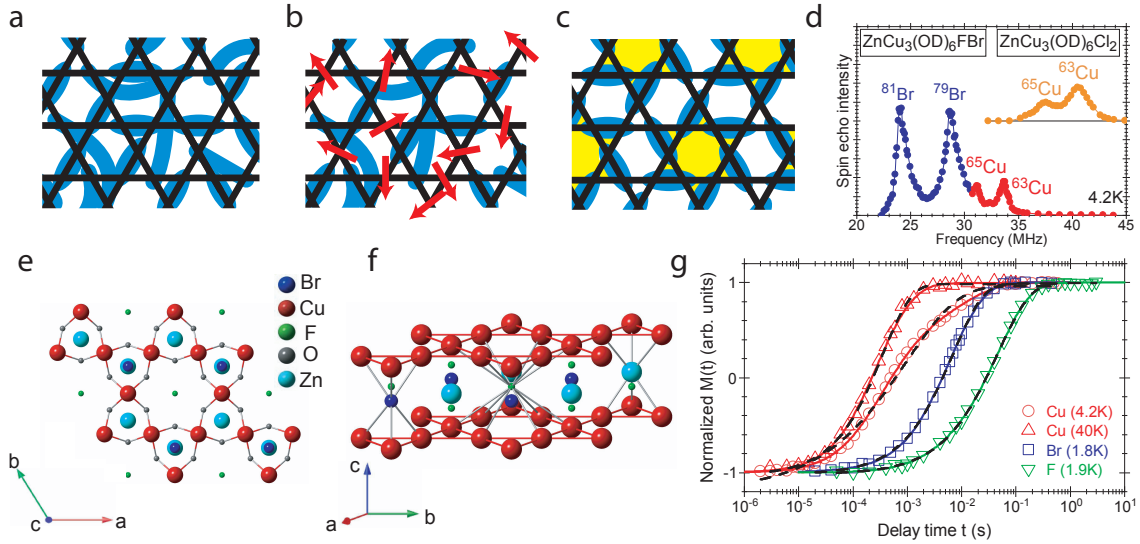 a
b
c
d
ZnCu3(OD)6FBr
ZnCu3(OD)6Cl2
81Br
79Br
65Cu
63Cu
65Cu
63Cu
4.2K
Spin echo intensity
20 25 30 35 40 45
Frequency (MHz)
e
Br
Cu
F
O
Zn
b
c
a
f
c
b
a
g
Normalized M(t) (arb. units)
1
0
-1
Cu (4.2K)
Cu (40K)
Br (1.8K)
F (1.9K)
10-6 10-5 10-4 10-3 10-2 10-1 100 101
Delay time t (s)